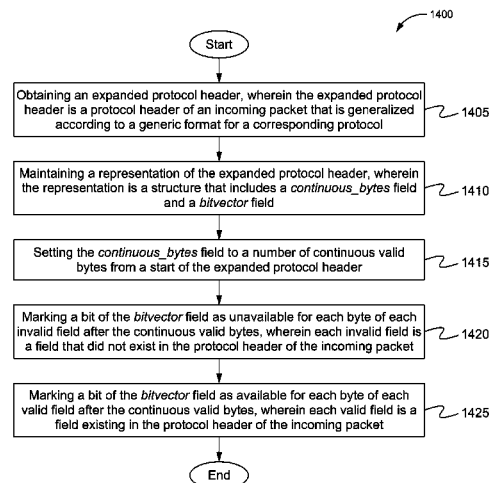 1400
Start
Obtaining an expanded protocol header, wherein the expanded protocol
header is a protocol header of an incoming packet that is generalized
according to a generic format for a corresponding protocol
1405
Maintaining a representation of the expanded protocol header, wherein
the representation is a structure that includes a continuous_bytes field
and a bitvector field
1410
Setting the continuous_bytes field to a number of continuous valid
bytes from a start of the expanded protocol header
1415
Marking a bit of the bitvector field as unavailable for each byte of each
invalid field after the continuous valid bytes, wherein each invalid field is
a field that did not exist in the protocol header of the incoming packet
1420
Marking a bit of the bitvector field as available for each byte of each
valid field after the continuous valid bytes, wherein each valid field is a
field existing in the protocol header of the incoming packet
1425
End